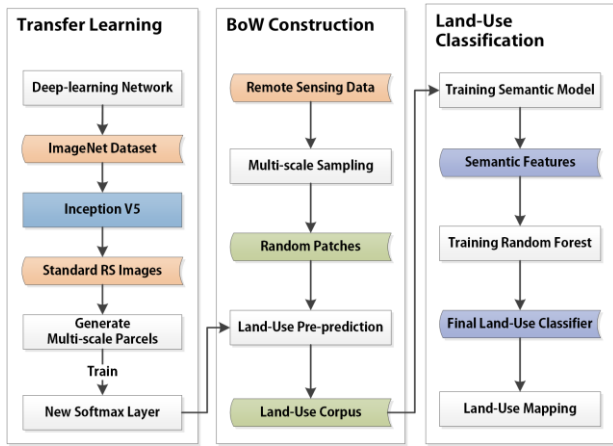 Transfer Learning
Deep-learning Network
ImageNet Dataset
Inception V5
Standard RS Images
Generate
Multi-scale Parcels
Train
New Softmax Layer
BoW Construction
Remote Sensing Data
Multi-scale Sampling
Random Patches
Land-Use Pre-prediction
Land-Use Corpus
Land-Use
Classification
Training Semantic Model
Semantic Features
Training Random Forest
Final Land-Use Classifier
Land-Use Mapping